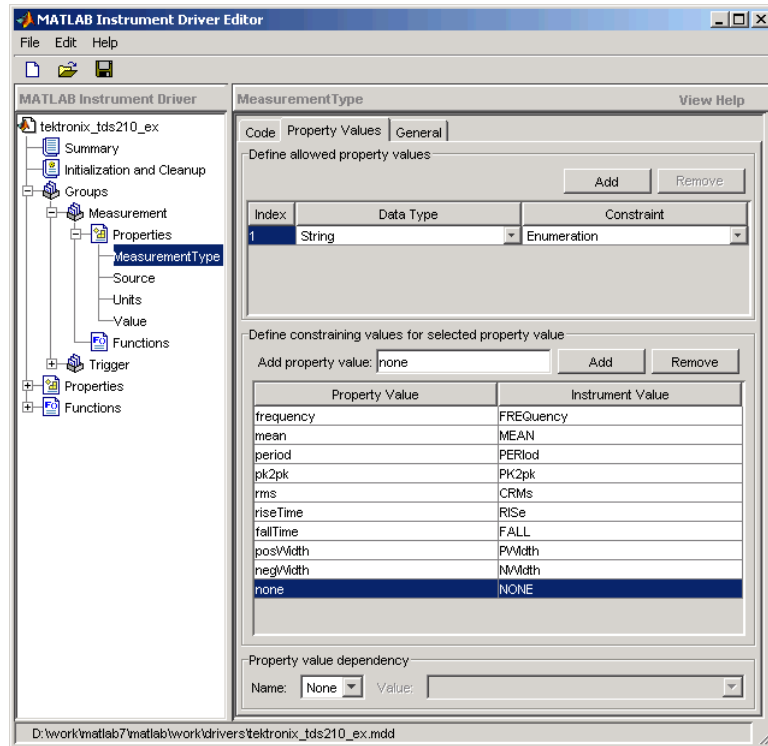 MATLAB Instrument Driver Editor
File Edit Help
MATLAB Instrument Driver
tektronix_tds210_ex
Summary
Initialization and Cleanup
Groups
Measurement
Properties
MeasurementType
Source
Units
Value
Functions
Trigger
Properties
Functions
MeasurementType View Help
Code Property Values General
Define allowed property values
Add Remove
Index Data Type Constraint
1 String Enumeration
Define constraining values for selected property value
Add property value: none Add Remove
Property Value Instrument Value
frequency FREQuency
mean MEAN
period PERIod
pk2pk PK2pk
rms CRMs
riseTime RISe
fallTime FALL
posWidth PWIdth
negWidth NWIdth
none NONE
Property value dependency
Name: None Value:
D:\work\matlab7\matlab\work\drivers\tektronix_tds210_ex.mdd